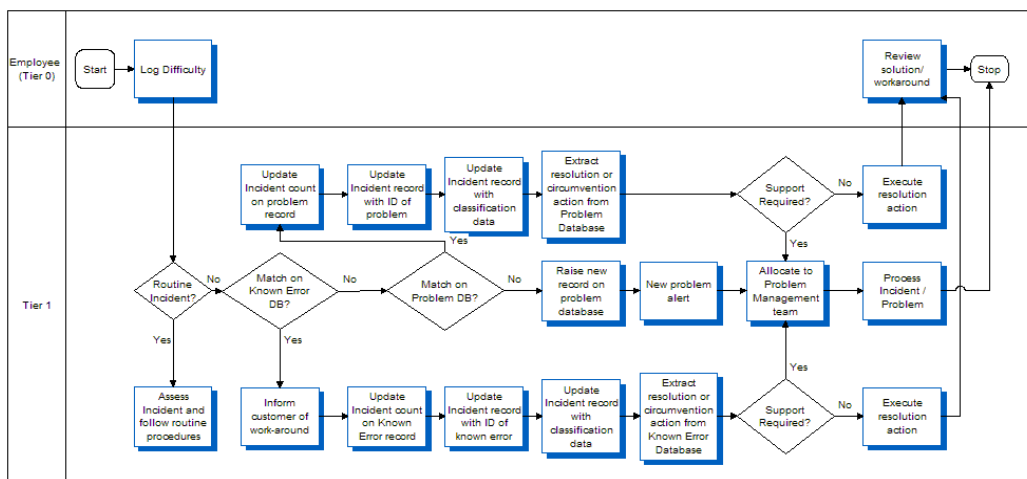 Employee
(Tier 0)
Start
Log Difficulty
Review
solution/
workaround
Stop
Tier 1
Update
Incident count
on problem
record
Update
Incident record
with ID of
problem
Update
Incident record
with
classification
data
Extract
resolution or
circumvention
action from
Problem
Database
Support
Required?
No
Execute
resolution
action
Yes
Yes
Routine
Incident?
No
Match on
Known Error
DB?
No
Match on
Problem DB?
No
Raise new
record on
problem
database
New problem
alert
Allocate to
Problem
Management
team
Process
Incident /
Problem
Yes
Yes
Yes
Assess
Incident and
follow routine
procedures
Inform
customer of
work-around
Update
Incident count
on Known
Error record
Update
Incident record
with ID of
known error
Update
Incident record
with
classification
data
Extract
resolution or
circumvention
action from
Known Error
Database
Support
Required?
No
Execute
resolution
action